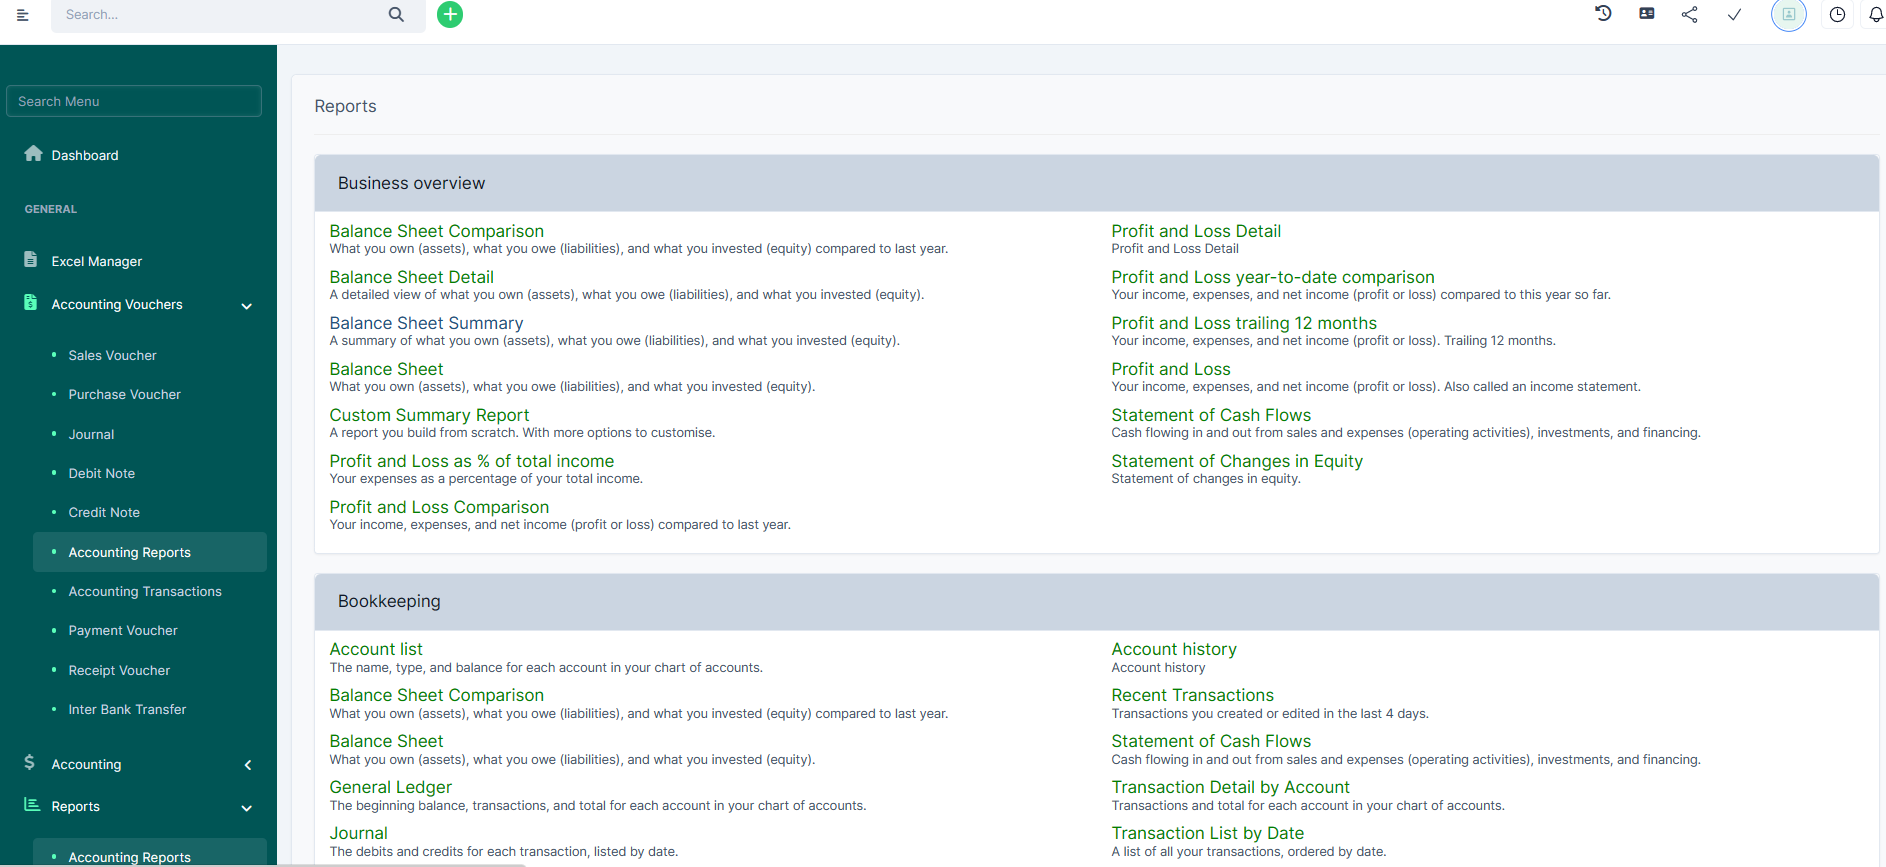 Search...
Search Menu
Dashboard
GENERAL
Excel Manager
Accounting Vouchers
Sales Voucher
Purchase Voucher
Journal
Debit Note
Credit Note
Accounting Reports
Accounting Transactions
Payment Voucher
Receipt Voucher
Inter Bank Transfer
Accounting
Reports
Accounting Reports
Reports
Business overview
Balance Sheet Comparison
What you own (assets), what you owe (liabilities), and what you invested (equity) compared to last year.
Balance Sheet Detail
A detailed view of what you own (assets), what you owe (liabilities), and what you invested (equity).
Balance Sheet Summary
A summary of what you own (assets), what you owe (liabilities), and what you invested (equity).
Balance Sheet
What you own (assets), what you owe (liabilities), and what you invested (equity).
Custom Summary Report
A report you build from scratch. With more options to customise.
Profit and Loss as % of total income
Your expenses as a percentage of your total income.
Profit and Loss Comparison
Your income, expenses, and net income (profit or loss) compared to last year.
Profit and Loss Detail
Profit and Loss Detail
Profit and Loss year-to-date comparison
Your income, expenses, and net income (profit or loss) compared to this year so far.
Profit and Loss trailing 12 months
Your income, expenses, and net income (profit or loss). Trailing 12 months.
Profit and Loss
Your income, expenses, and net income (profit or loss). Also called an income statement.
Statement of Cash Flows
Cash flowing in and out from sales and expenses (operating activities), investments, and financing.
Statement of Changes in Equity
Statement of changes in equity.
Bookkeeping
Account list
The name, type, and balance for each account in your chart of accounts.
Balance Sheet Comparison
What you own (assets), what you owe (liabilities), and what you invested (equity) compared to last year.
Balance Sheet
What you own (assets), what you owe (liabilities), and what you invested (equity).
General Ledger
The beginning balance, transactions, and total for each account in your chart of accounts.
Journal
The debits and credits for each transaction, listed by date.
Account history
Account history
Recent Transactions
Transactions you created or edited in the last 4 days.
Statement of Cash Flows
Cash flowing in and out from sales and expenses (operating activities), investments, and financing.
Transaction Detail by Account
Transactions and total for each account in your chart of accounts.
Transaction List by Date
A list of all your transactions, ordered by date.